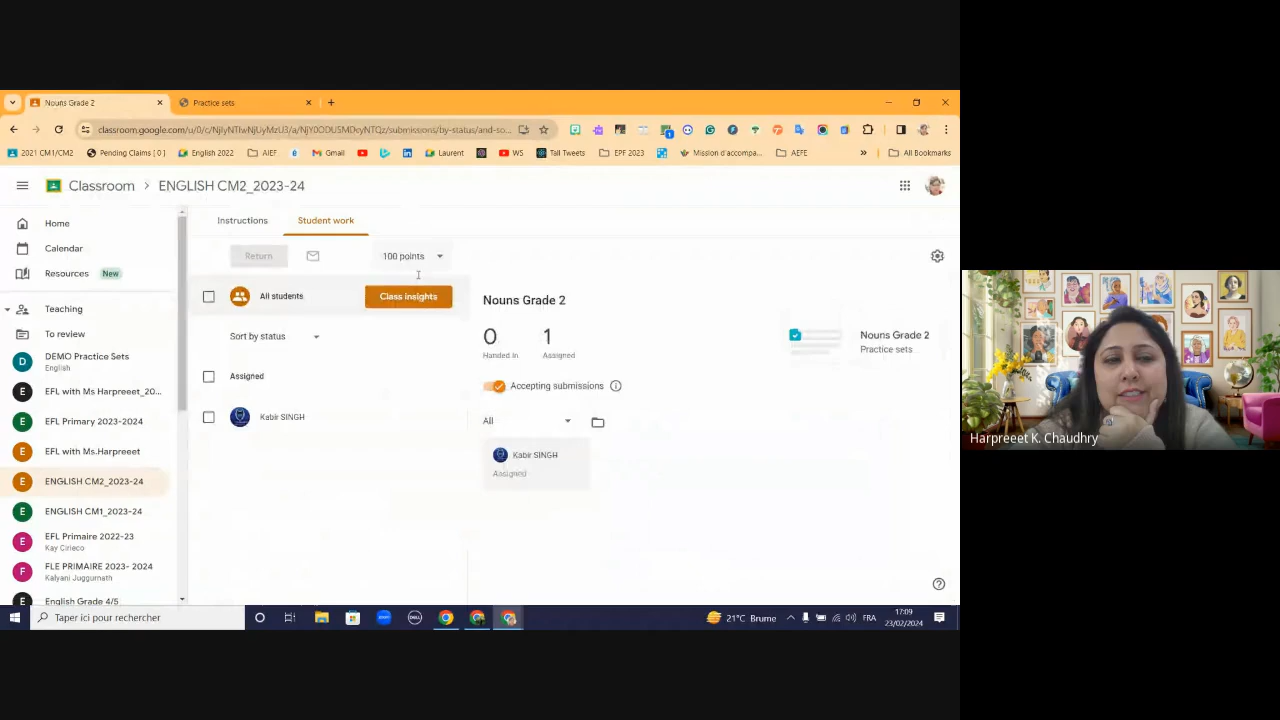 Nouns Grade 2
Practice sets
classroom.google.com/u/0/c/NjIyNTIwNjUyMzU3/a/NjY0ODU5MDcyNTQz/submissions/by-status/and-so...
2021 CM1/CM2
Pending Claims [ 0 ]
English 2022
AIEF
Gmail
Laurent
WS
Tall Tweets
EPF 2023
Mission d'accompa...
AEFE
All Bookmarks
Classroom
ENGLISH CM2_2023-24
Home
Calendar
Resources
New
Teaching
To review
D
DEMO Practice Sets
English
E
EFL with Ms Harpreeet_20...
E
EFL Primary 2023-2024
E
EFL with Ms.Harpreeet
E
ENGLISH CM2_2023-24
E
ENGLISH CM1_2023-24
E
EFL Primaire 2022-23
Kay Cirieco
F
FLE PRIMAIRE 2023- 2024
Kalyani Juggurnath
E
English Grade 4/5
Instructions
Student work
Return
100 points
All students
Class insights
Sort by status
Assigned
Kabir SINGH
Nouns Grade 2
0
Handed in
1
Assigned
Accepting submissions
All
Kabir SINGH
Assigned
Nouns Grade 2
Practice sets
Harpreeet K. Chaudhry
Taper ici pour rechercher
DELL
21°C Brume
FRA
17:09
23/02/2024